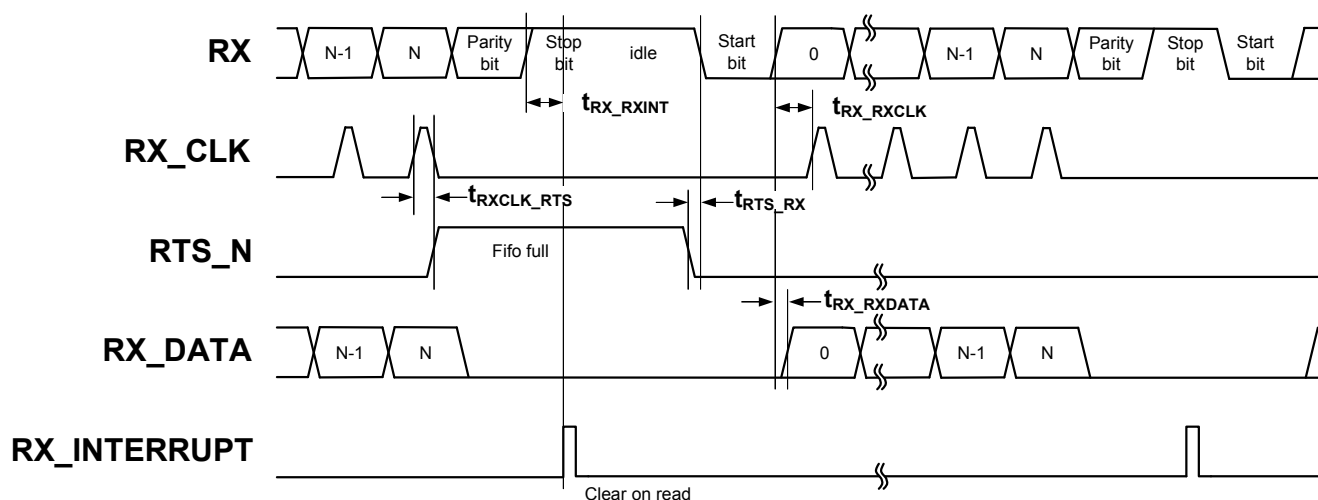 RX
N-1
N
Parity
bit
Stop
bit
idle
Start
bit
0
N-1
N
Parity
bit
Stop
bit
Start
bit
tRX_RXINT
tRX_RXCLK
RX_CLK
tRXCLK_RTS
tRTS_RX
RTS_N
Fifo full
tRX_RXDATA
RX_DATA
N-1
N
0
N-1
N
RX_INTERRUPT
Clear on read